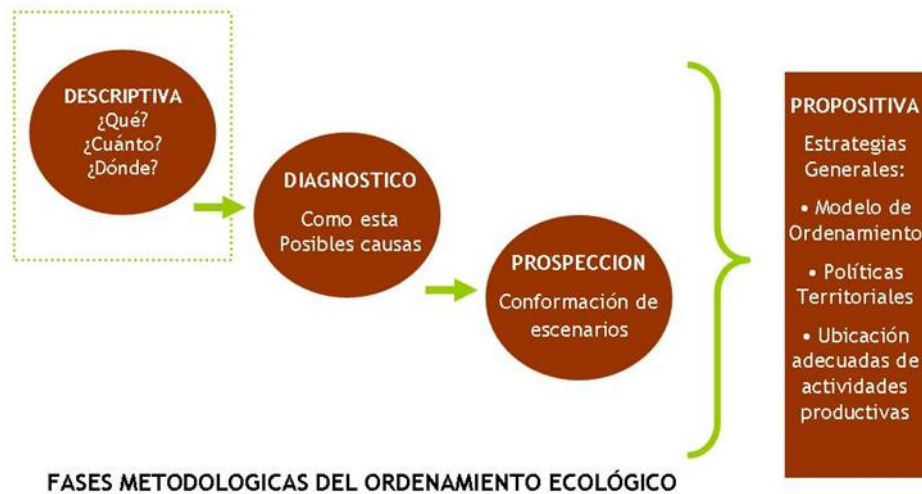 DESCRIPTIVA
¿Qué?
¿Cuánto?
¿Dónde?
DIAGNOSTICO
Como esta
Posibles causas
PROSPECCION
Conformación de
escenarios
PROPOSITIVA
Estrategias
Generales:
• Modelo de
Ordenamiento
• Políticas
Territoriales
• Ubicación
adecuadas de
actividades
productivas
FASES METODOLOGICAS DEL ORDENAMIENTO ECOLÓGICO